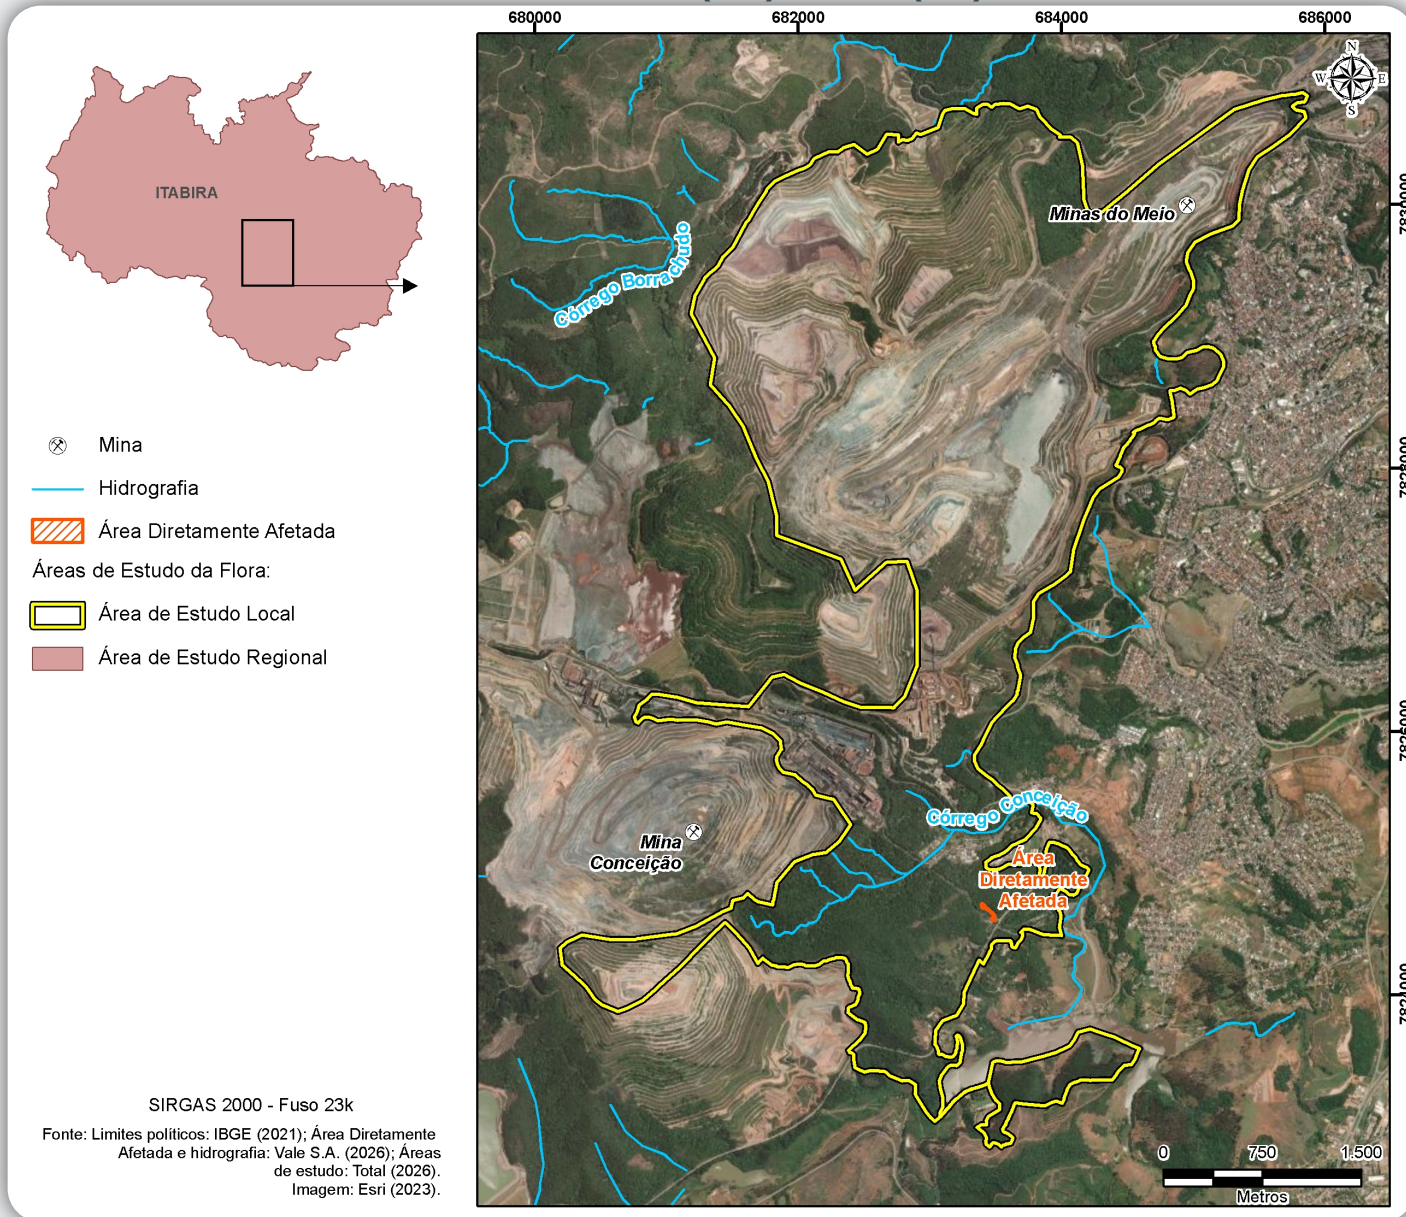 680000
682000
684000
686000
N
W
E
S
ITABIRA
Minas do Meio
Córrego Borrachudo
Mina
Hidrografia
Área Diretamente Afetada
Áreas de Estudo da Flora:
Área de Estudo Local
Área de Estudo Regional
Córrego Conceição
Mina
Conceição
Área
Diretamente
Afetada
SIRGAS 2000 - Fuso 23k
Fonte: Limites políticos: IBGE (2021); Área Diretamente
Afetada e hidrografia: Vale S.A. (2026); Áreas
de estudo: Total (2026).
Imagem: Esri (2023).
0
750
1.500
Metros